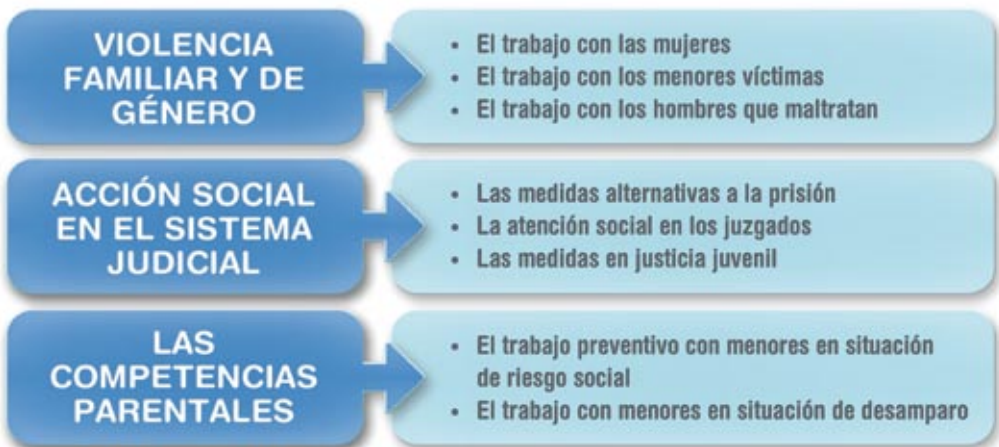 VIOLENCIA
FAMILIAR Y DE
GÉNERO
• El trabajo con las mujeres
• El trabajo con los menores víctimas
• El trabajo con los hombres que maltratan
ACCIÓN SOCIAL
EN EL SISTEMA
JUDICIAL
• Las medidas alternativas a la prisión
• La atención social en los juzgados
• Las medidas en justicia juvenil
LAS
COMPETENCIAS
PARENTALES
• El trabajo preventivo con menores en situación
de riesgo social
• El trabajo con menores en situación de desamparo